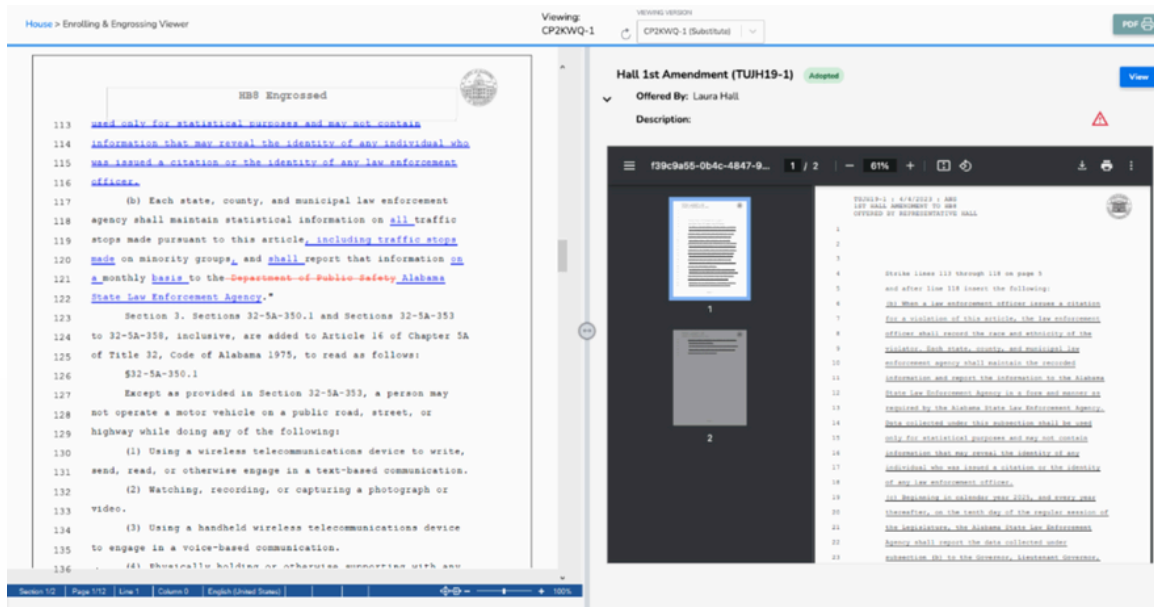 House > Enrolling & Engrossing Viewer
Viewing:
CP2KWQ-1
VIEWING VERSION
CP2KWQ-1 (Substitute)
PDF
HB8 Engrossed
113 used only for statistical purposes and may not contain
114 information that may reveal the identity of any individual who
115 was issued a citation or the identity of any law enforcement
116 officer.
117 (b) Each state, county, and municipal law enforcement
118 agency shall maintain statistical information on all traffic
119 stops made pursuant to this article, including traffic stops
120 made on minority groups, and shall report that information on
121 a monthly basis to the Department of Public Safety Alabama
122 State Law Enforcement Agency."
123 Section 3. Sections 32-5A-350.1 and Sections 32-5A-353
124 to 32-5A-358, inclusive, are added to Article 16 of Chapter 5A
125 of Title 32, Code of Alabama 1975, to read as follows:
126 §32-5A-350.1
127 Except as provided in Section 32-5A-353, a person may
128 not operate a motor vehicle on a public road, street, or
129 highway while doing any of the following:
130 (1) Using a wireless telecommunications device to write,
131 send, read, or otherwise engage in a text-based communication.
132 (2) Watching, recording, or capturing a photograph or
133 video.
134 (3) Using a handheld wireless telecommunications device
135 to engage in a voice-based communication.
136 (4) Physically holding or otherwise supporting with any
Section 1/2 Page 1/12 Line 1 Column 0 English (United States) 100%
Hall 1st Amendment (TUJH19-1) Adopted
View
Offered By: Laura Hall
Description:
f39c9a55-0b4c-4847-9... 1 / 2 61%
1
2
TUJH19-1 : 4/4/2023 : ANS
1ST HALL AMENDMENT TO HB8
OFFERED BY REPRESENTATIVE HALL
1
2
3
4 Strike lines 113 through 118 on page 5
5 and after line 118 insert the following:
6 (b) When a law enforcement officer issues a citation
7 for a violation of this article, the law enforcement
8 officer shall record the race and ethnicity of the
9 violator. Each state, county, and municipal law
10 enforcement agency shall maintain the recorded
11 information and report the information to the Alabama
12 State Law Enforcement Agency in a form and manner as
13 required by the Alabama State Law Enforcement Agency.
14 Data collected under this subsection shall be used
15 only for statistical purposes and may not contain
16 information that may reveal the identity of any
17 individual who was issued a citation or the identity
18 of any law enforcement officer.
19 (c) Beginning in calendar year 2025, and every year
20 thereafter, on the tenth day of the regular session of
21 the Legislature, the Alabama State Law Enforcement
22 Agency shall report the data collected under
23 subsection (b) to the Governor, Lieutenant Governor,